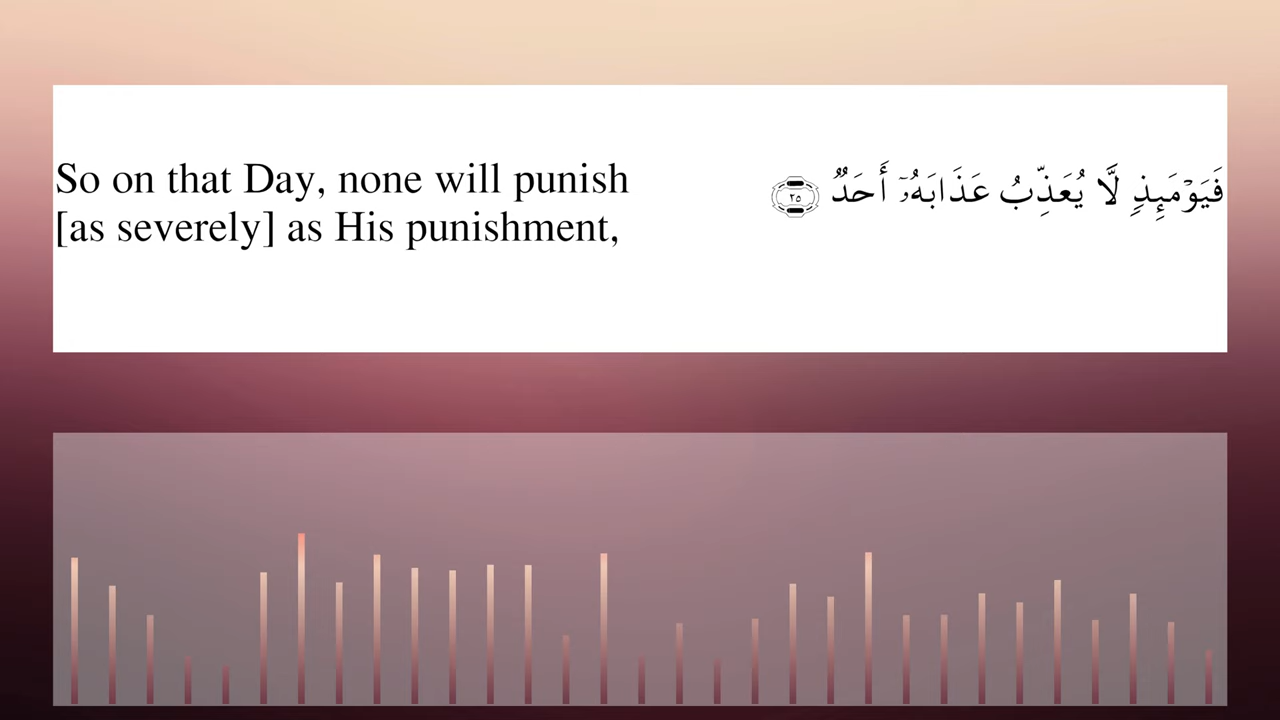 So on that Day, none will punish
[as severely] as His punishment,
فَيَوْمَئِذٍ لَّا يُعَذِّبُ عَذَابَهُۥٓ أَحَدٌ ٢٥